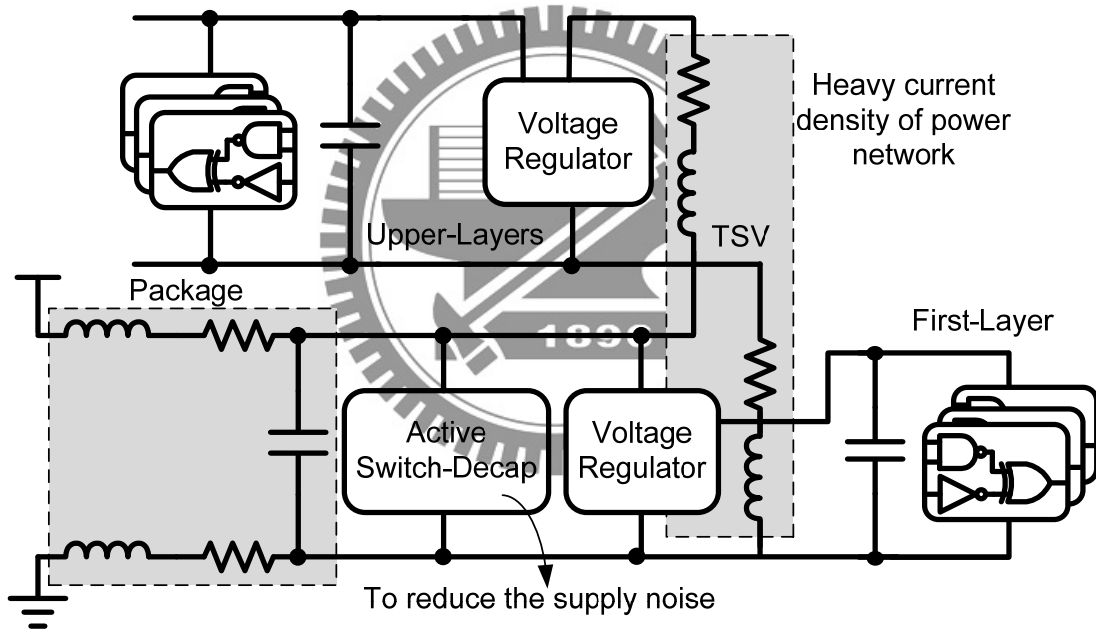 Voltage
Regulator
Heavy current
density of power
network
Upper-Layers
TSV
Package
1896
First-Layer
Active
Switch-Decap
Voltage
Regulator
To reduce the supply noise